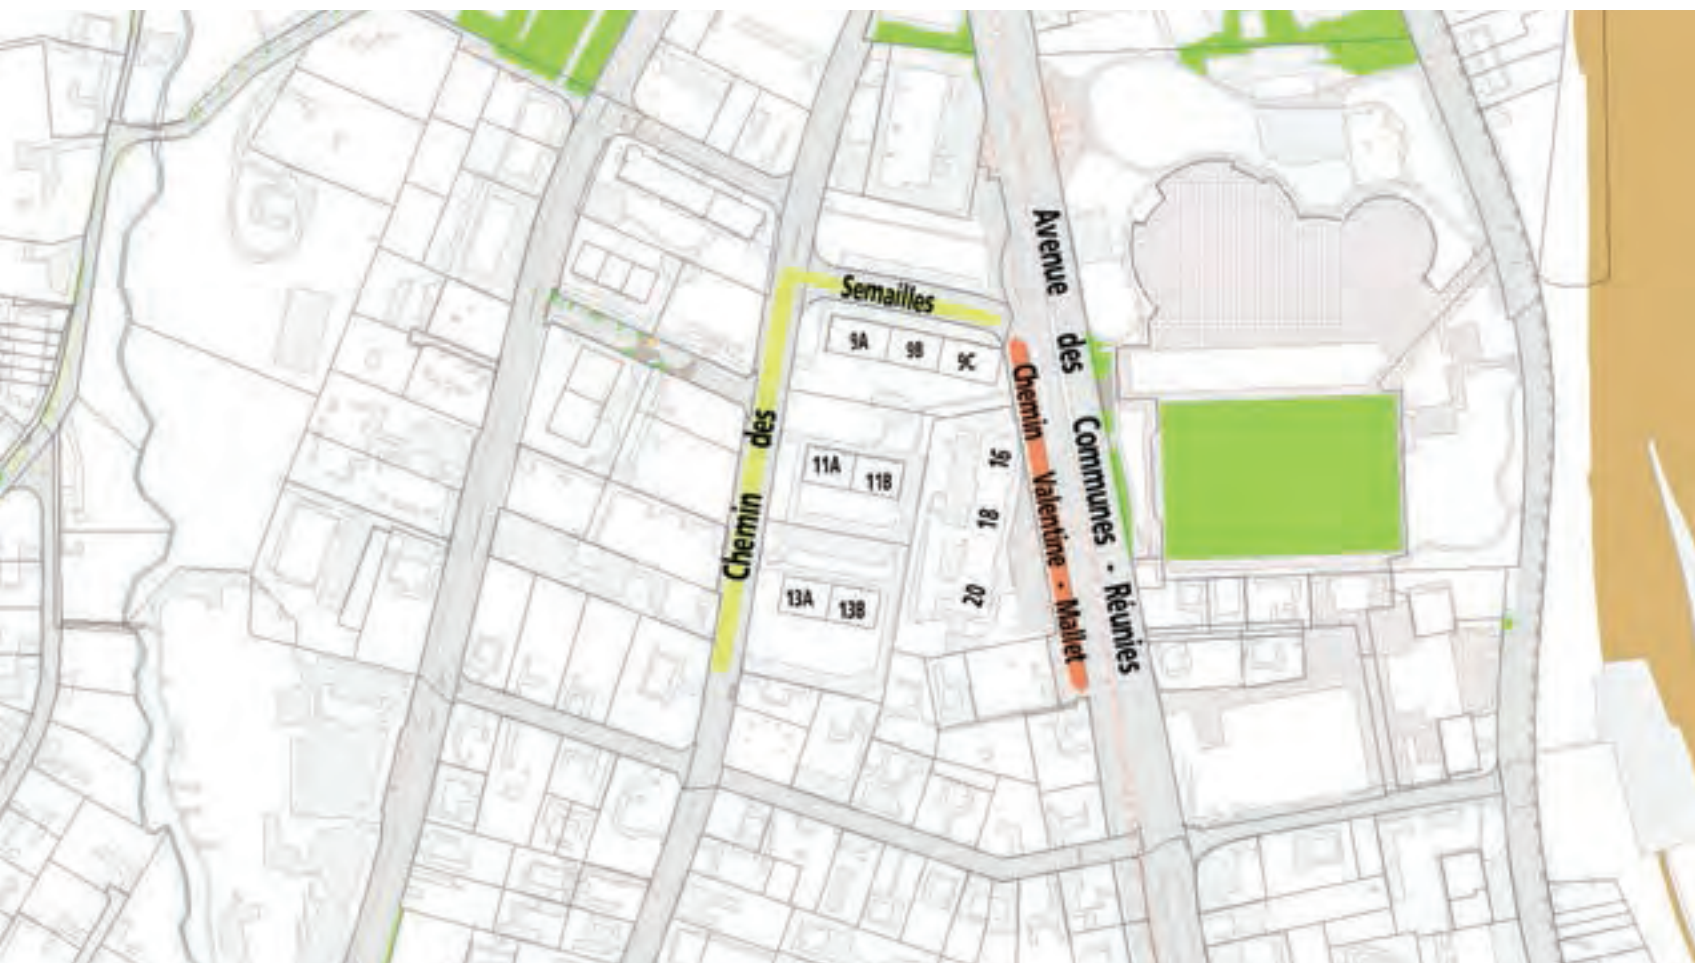 Semailles
Chemin des
9A 9B 9C
11A 11B
13A 13B
16
18
20
Chemin Valentine - Mallet
Avenue des Communes - Réunies